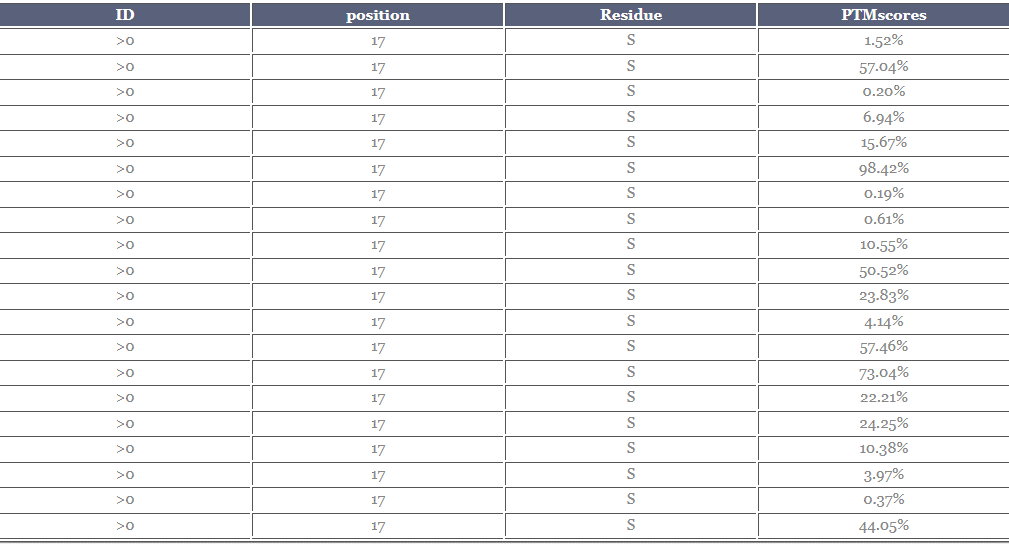 ID position Residue PTMscores
>0 17 S 1.52%
>0 17 S 57.04%
>0 17 S 0.20%
>0 17 S 6.94%
>0 17 S 15.67%
>0 17 S 98.42%
>0 17 S 0.19%
>0 17 S 0.61%
>0 17 S 10.55%
>0 17 S 50.52%
>0 17 S 23.83%
>0 17 S 4.14%
>0 17 S 57.46%
>0 17 S 73.04%
>0 17 S 22.21%
>0 17 S 24.25%
>0 17 S 10.38%
>0 17 S 3.97%
>0 17 S 0.37%
>0 17 S 44.05%